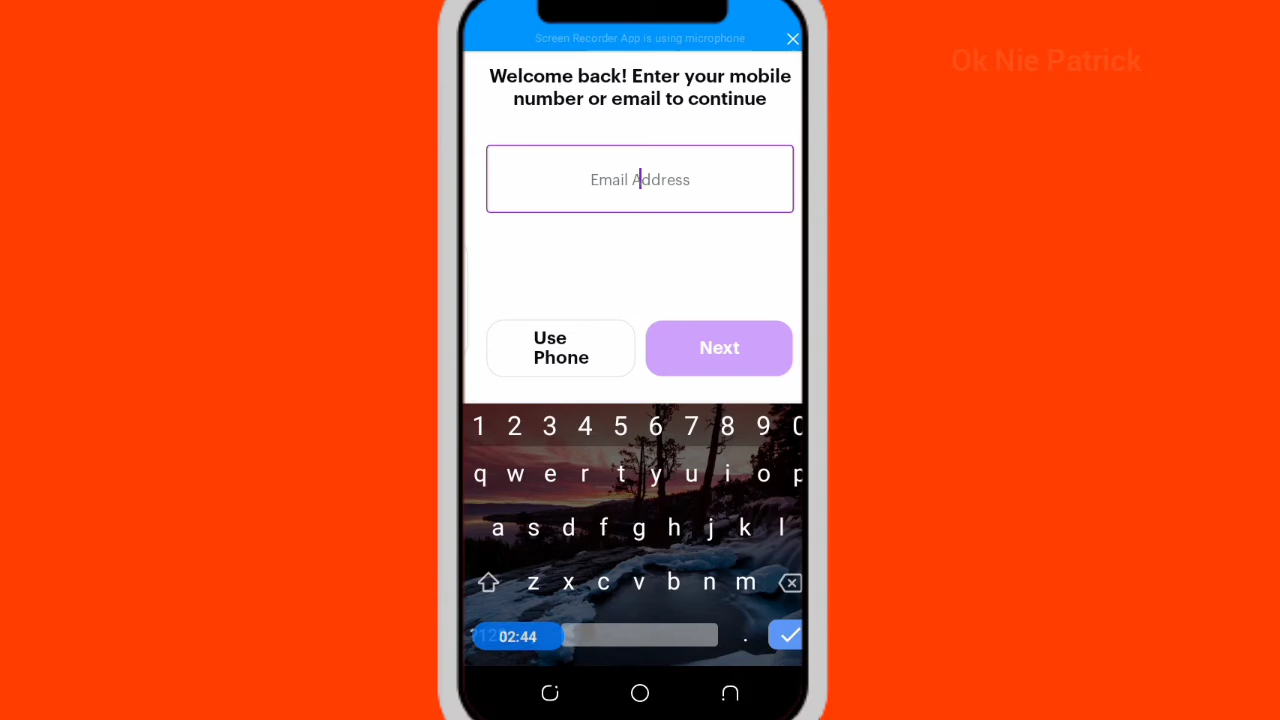 Screen Recorder App is using microphone
Ok Nie Patrick
Welcome back! Enter your mobile
number or email to continue
Email Address
Use
Phone
Next
1 2 3 4 5 6 7 8 9 0
q w e r t y u i o p
a s d f g h j k l
z x c v b n m
?123
02:44
.